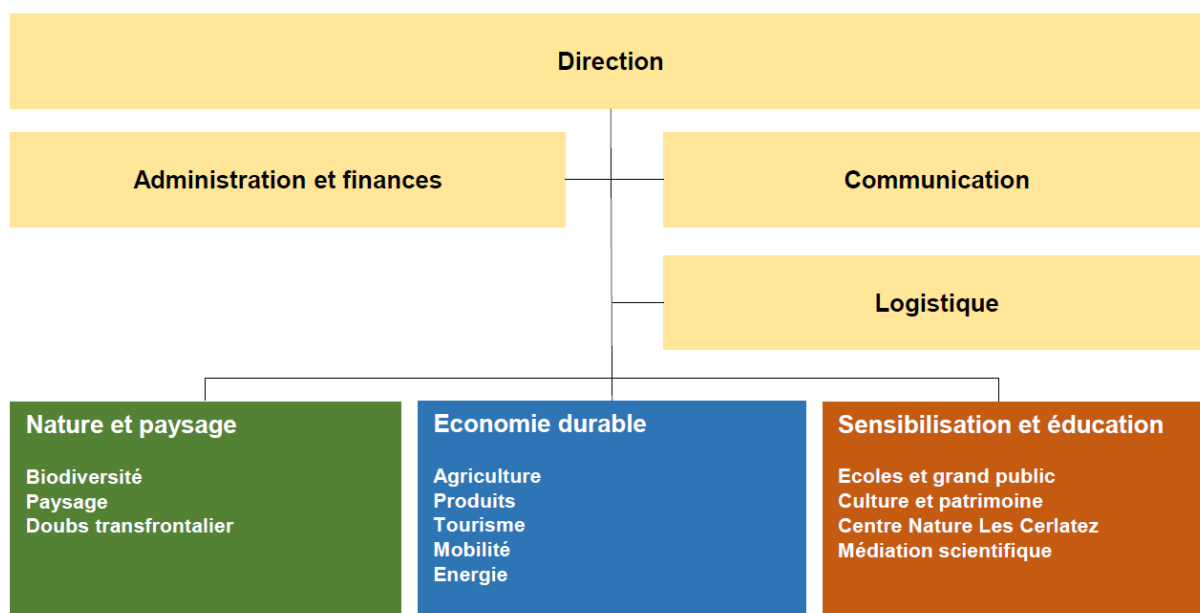 Direction
Administration et finances
Communication
Logistique
Nature et paysage
Biodiversité
Paysage
Doubs transfrontalier
Economie durable
Agriculture
Produits
Tourisme
Mobilité
Energie
Sensibilisation et éducation
Ecoles et grand public
Culture et patrimoine
Centre Nature Les Cerlatez
Médiation scientifique